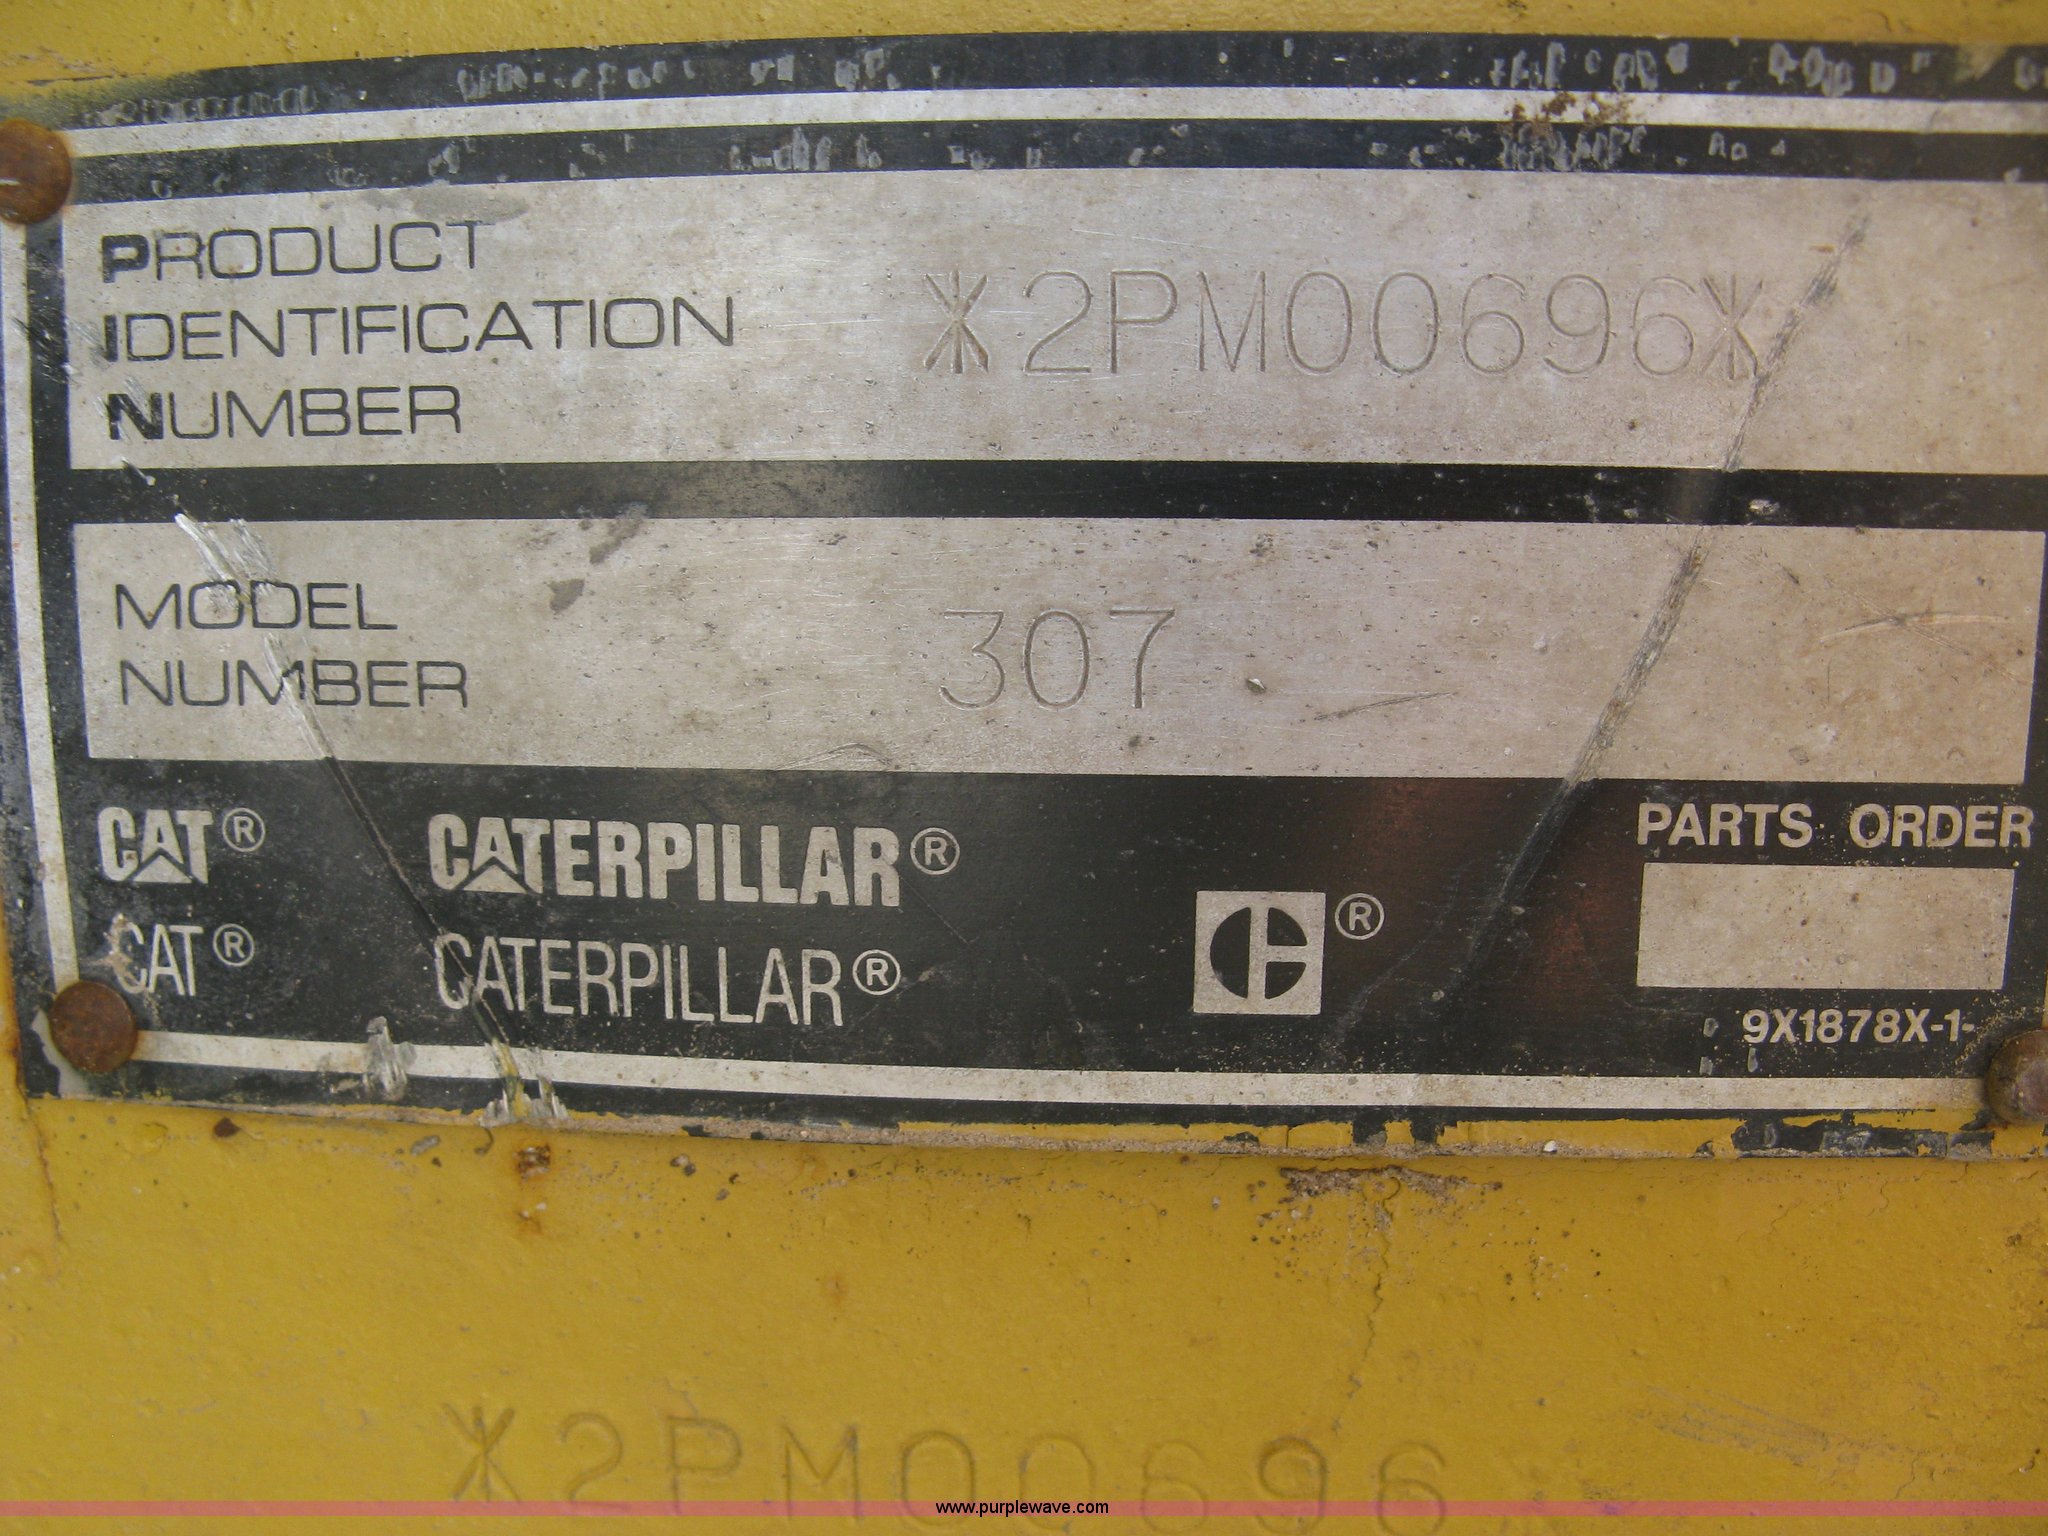 PRODUCT
IDENTIFICATION
NUMBER
*2PM00696*
MODEL
NUMBER
307
CAT® CATERPILLAR®
CAT® CATERPILLAR®
®
PARTS ORDER
9X1878X-1-
*2PM00696*
www.purplewave.com